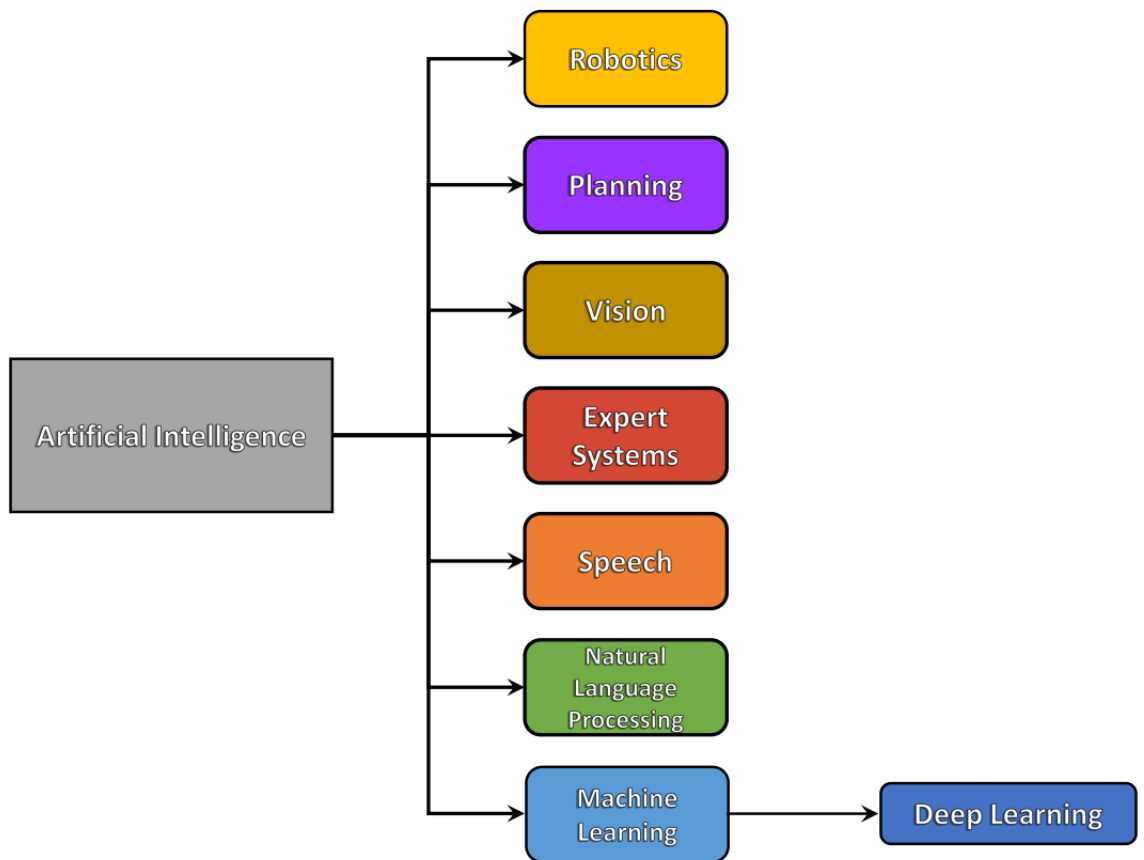 Robotics
Planning
Vision
Artificial Intelligence
Expert
Systems
Speech
Natural
Language
Processing
Machine
Learning
Deep Learning